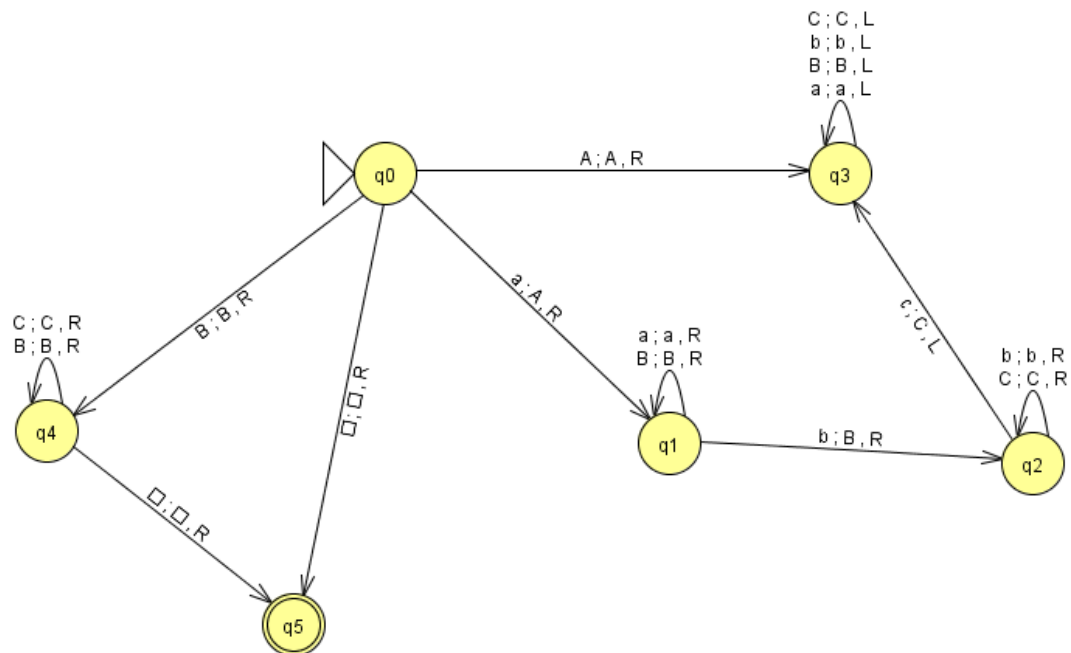 C ; C , L
b ; b , L
B ; B , L
a ; a , L
q0
A ; A , R
q3
B ; B , R
□ ; □ , R
a ; A , R
c ; C , L
C ; C , R
B ; B , R
q4
a ; a , R
B ; B , R
q1
b ; B , R
b ; b , R
C ; C , R
q2
□ ; □ , R
q5